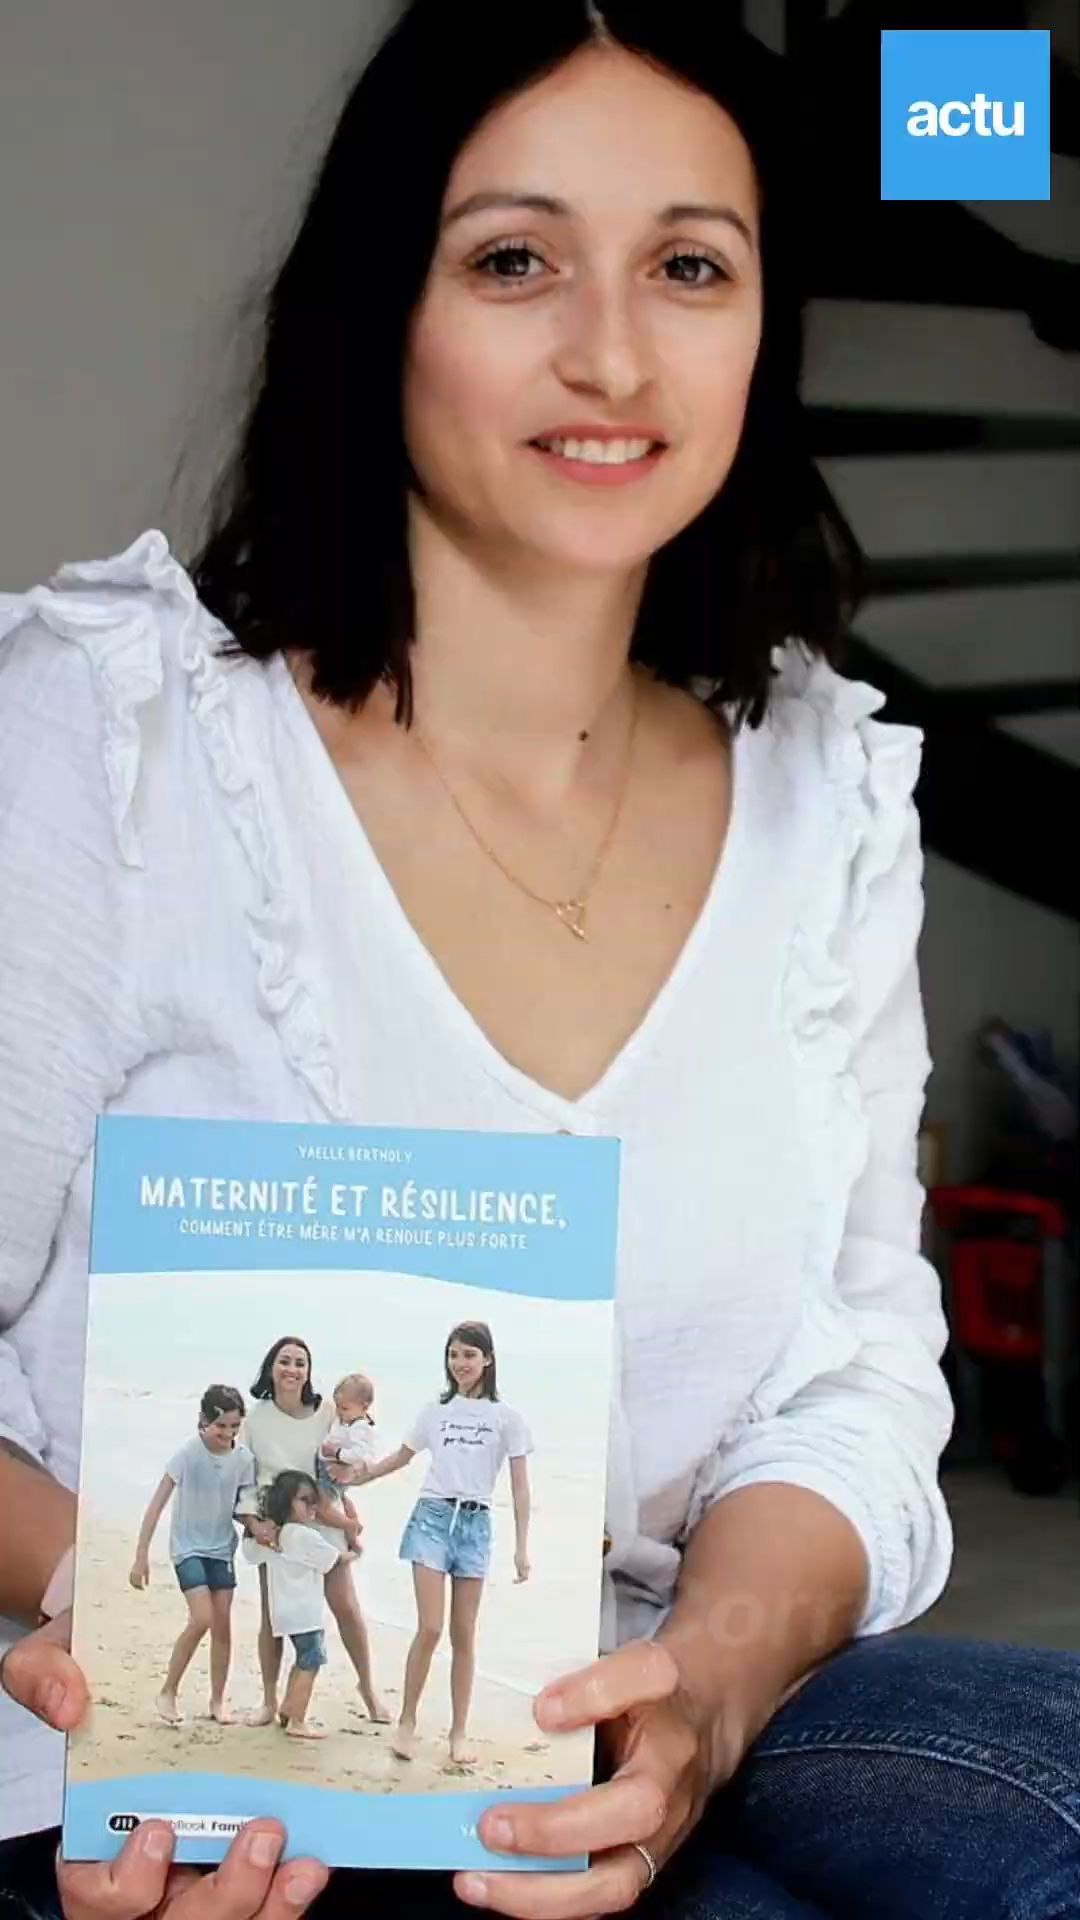 actu
YAELLE BERTHOLY
MATERNITÉ ET RÉSILIENCE,
COMMENT ÊTRE MÈRE M'A RENDUE PLUS FORTE